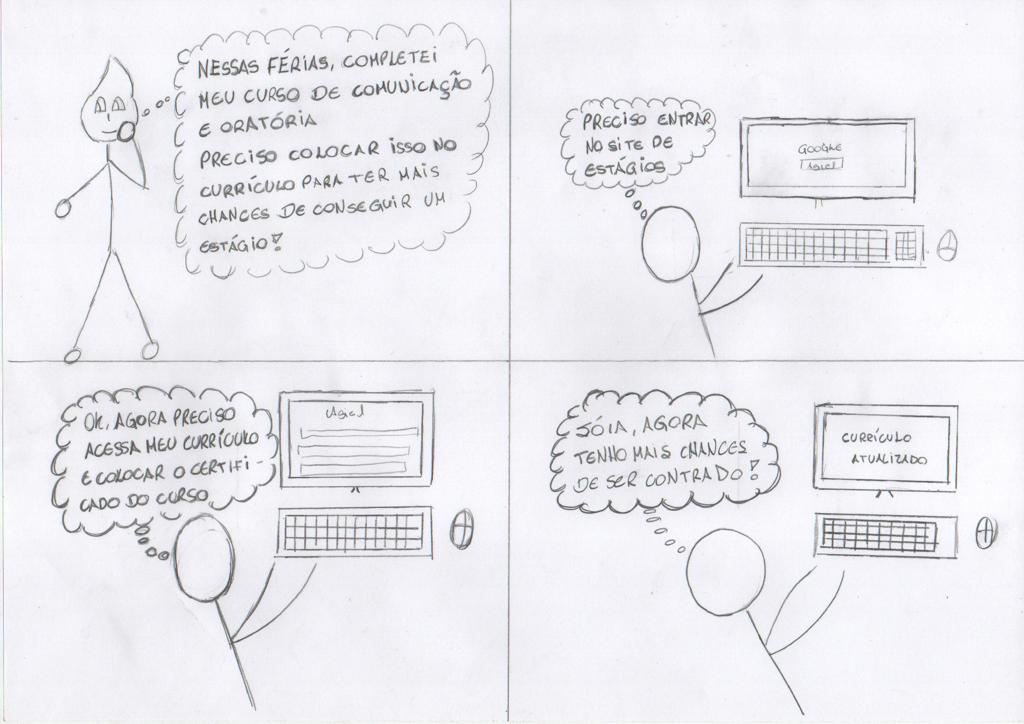 NESSAS FÉRIAS, COMPLETEI
MEU CURSO DE COMUNICAÇÃO
E ORATÓRIA
PRECISO COLOCAR ISSO NO
CURRÍCULO PARA TER MAIS
CHANCES DE CONSEGUIR UM
ESTÁGIO!
PRECISO ENTRAR
NO SITE DE
ESTÁGIOS
GOOGLE
Agiel
OK, AGORA PRECISO
ACESSA MEU CURRÍCULO
E COLOCAR O CERTIFI-
CADO DO CURSO
Agiel
JÓIA, AGORA
TENHO MAIS CHANCES
DE SER CONTRADO!
CURRÍCULO
ATUALIZADO